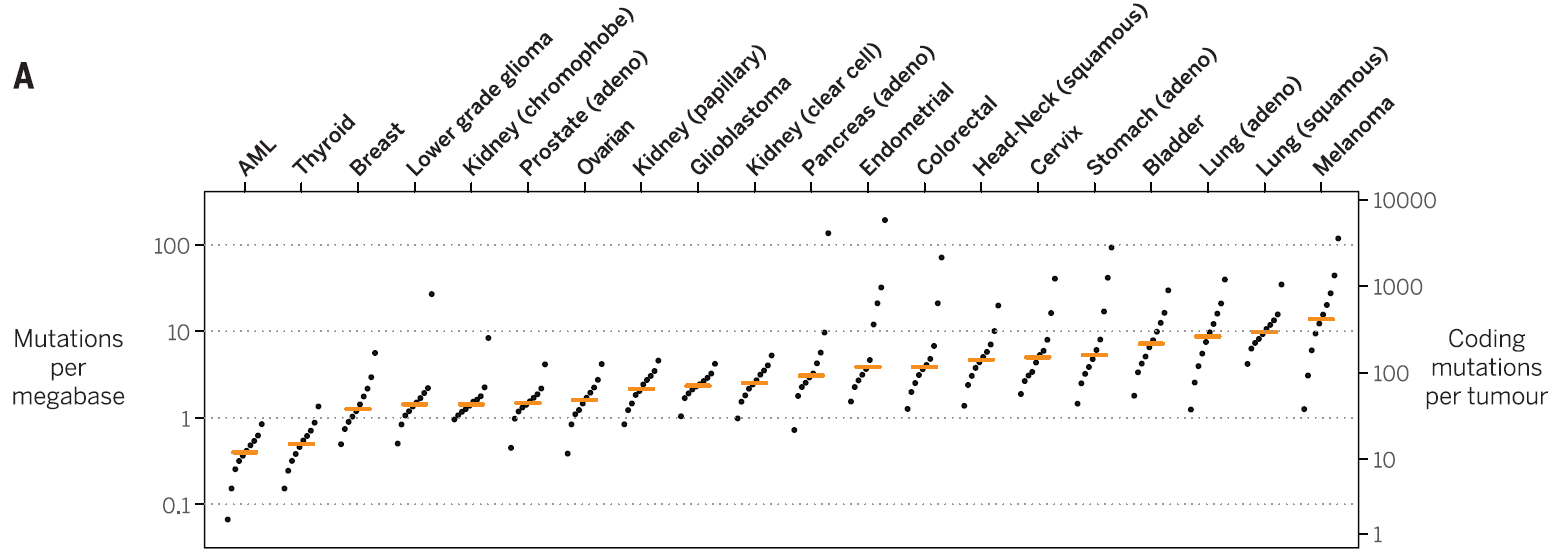 A
AML
Thyroid
Breast
Lower grade glioma
Kidney (chromophobe)
Prostate (adeno)
Ovarian
Kidney (papillary)
Glioblastoma
Kidney (clear cell)
Pancreas (adeno)
Endometrial
Colorectal
Head-Neck (squamous)
Cervix
Stomach (adeno)
Bladder
Lung (adeno)
Lung (squamous)
Melanoma
Mutations
per
megabase
100
10
1
0.1
10000
1000
100
10
1
Coding
mutations
per tumour